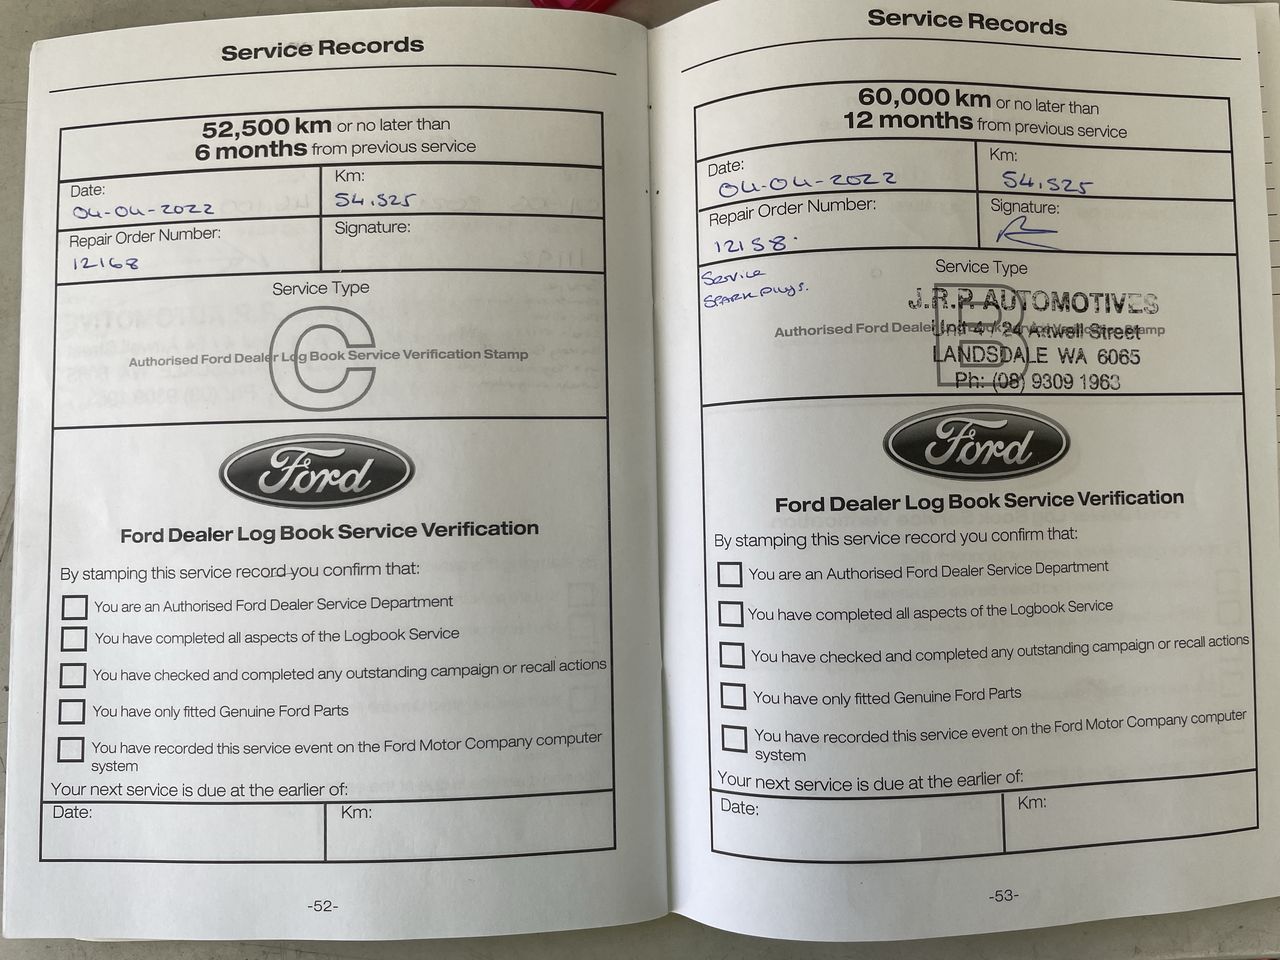 Service Records
52,500 km or no later than
6 months from previous service
Date:
04-04-2022
Km:
54.525
Repair Order Number:
12168
Signature:
Service Type
C
Authorised Ford Dealer Log Book Service Verification Stamp
Ford
Ford Dealer Log Book Service Verification
By stamping this service record you confirm that:
You are an Authorised Ford Dealer Service Department
You have completed all aspects of the Logbook Service
You have checked and completed any outstanding campaign or recall actions
You have only fitted Genuine Ford Parts
You have recorded this service event on the Ford Motor Company computer
system
Your next service is due at the earlier of:
Date:
Km:
-52-
Service Records
60,000 km or no later than
12 months from previous service
Date:
04-04-2022
Km:
54.525
Repair Order Number:
12158.
Signature:
Service
SPARK Plugs.
Service Type
B
J.R.P. AUTOMOTIVES
Authorised Ford Dealer Log Book Service Verification Stamp
Unit 4 / 24 Attwell Street
LANDSDALE WA 6065
Ph: (08) 9309 1963
Ford
Ford Dealer Log Book Service Verification
By stamping this service record you confirm that:
You are an Authorised Ford Dealer Service Department
You have completed all aspects of the Logbook Service
You have checked and completed any outstanding campaign or recall actions
You have only fitted Genuine Ford Parts
You have recorded this service event on the Ford Motor Company computer
system
Your next service is due at the earlier of:
Date:
Km:
-53-